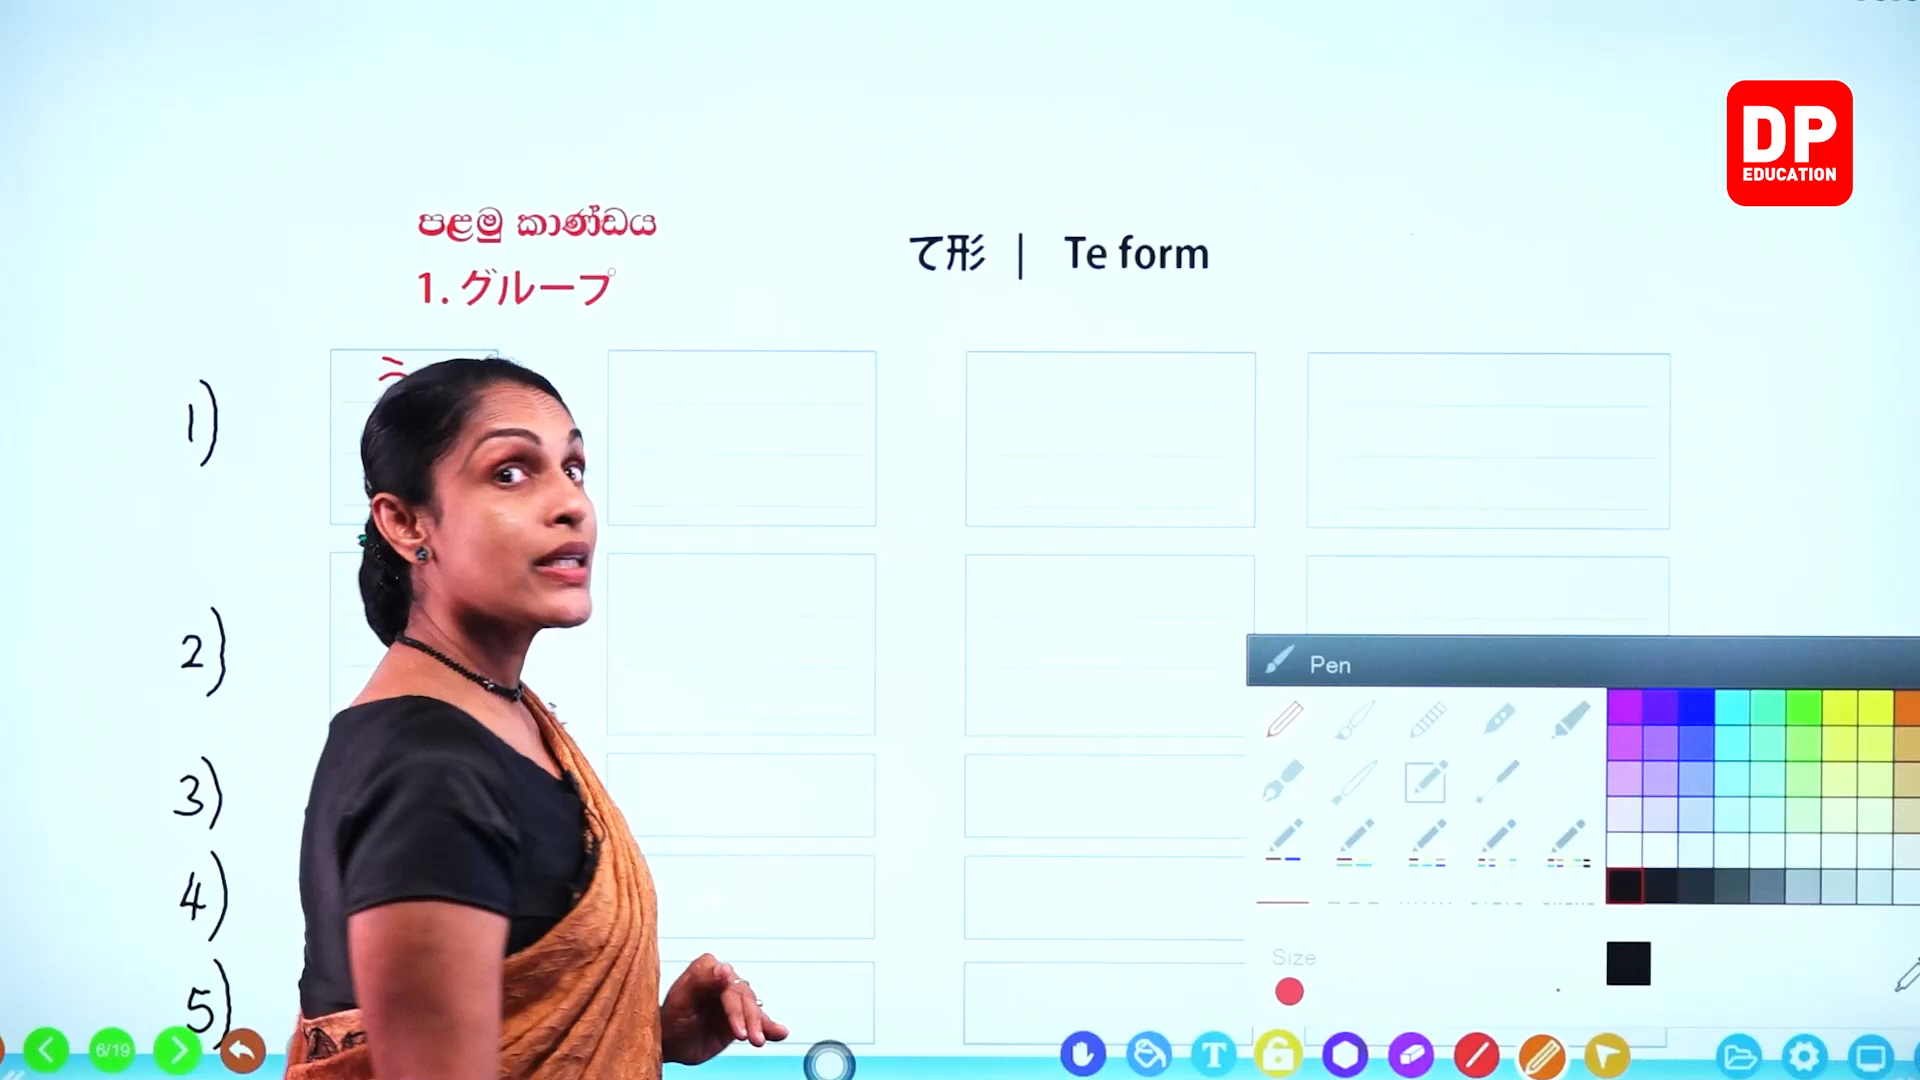 DP
EDUCATION
පළමු කාණ්ඩය
1. グループ
て形 | Te form
1)
2)
3)
4)
5)
Pen
Size
6/19
T